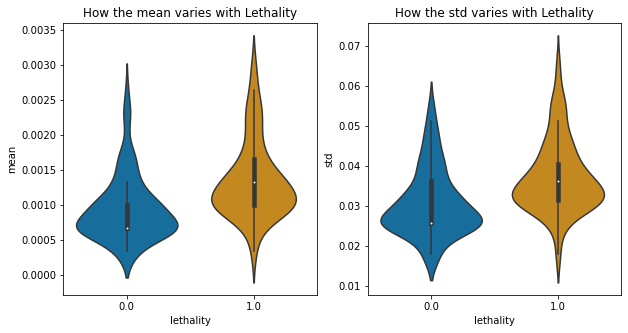 How the mean varies with Lethality
0.0035
0.0030
0.0025
0.0020
0.0015
0.0010
0.0005
0.0000
mean
0.0 1.0
lethality
How the std varies with Lethality
0.07
0.06
0.05
0.04
0.03
0.02
0.01
std
0.0 1.0
lethality